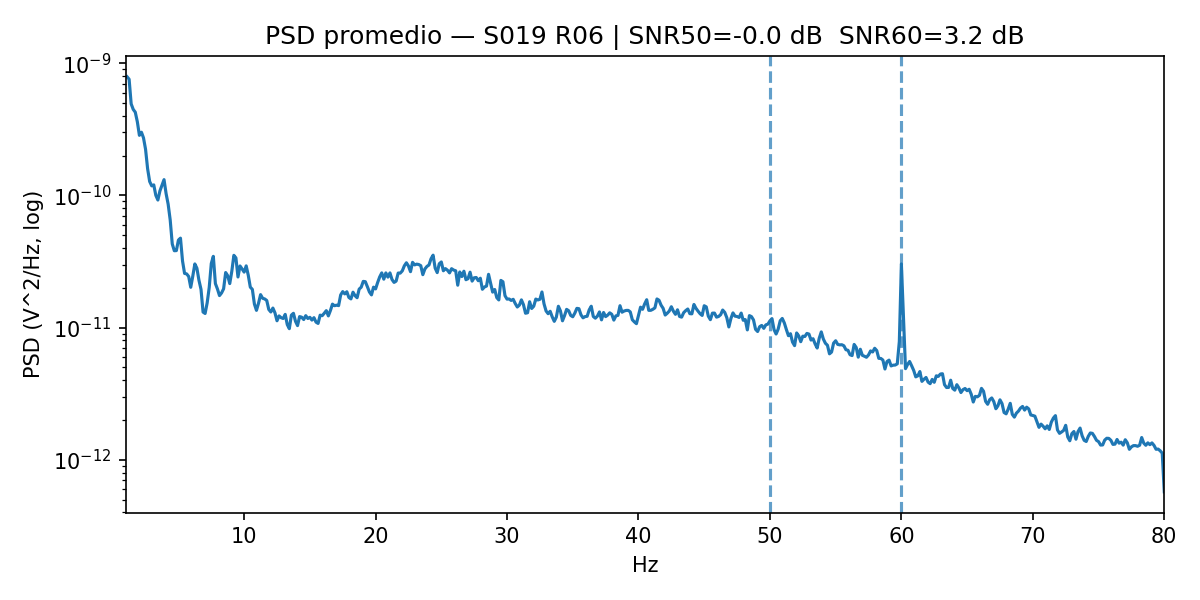 PSD promedio — S019 R06 | SNR50=-0.0 dB  SNR60=3.2 dB
PSD (V^2/Hz, log)
10⁻⁹
10⁻¹⁰
10⁻¹¹
10⁻¹²
10 20 30 40 50 60 70 80
Hz